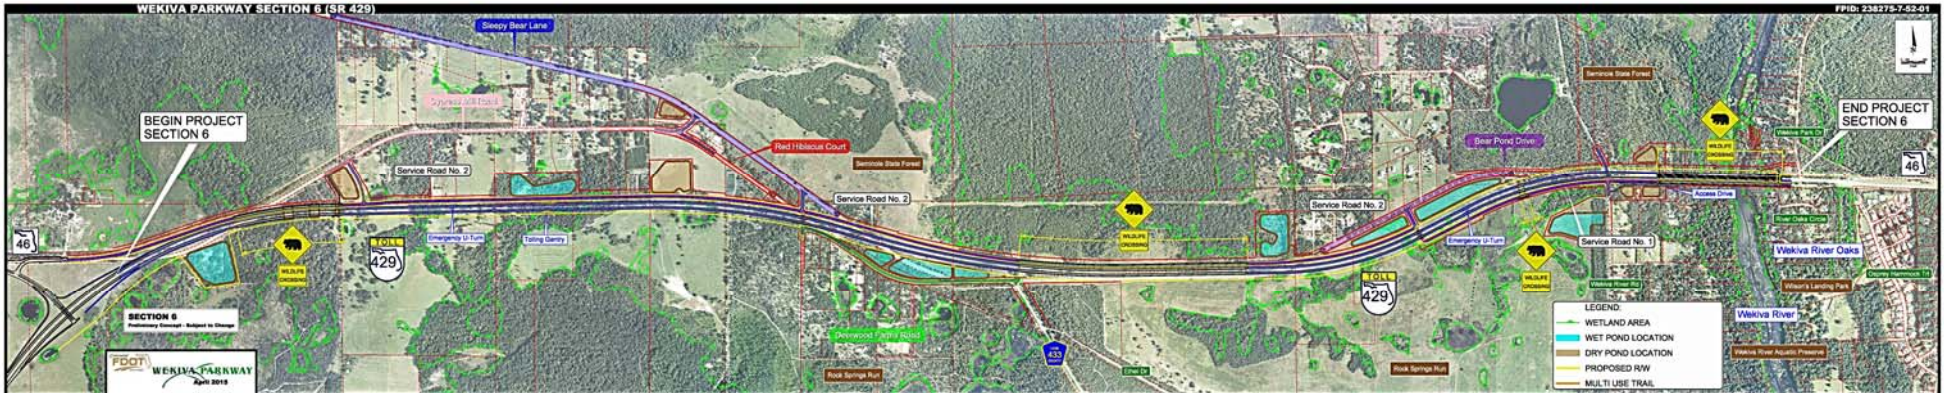 WEKIVA PARKWAY SECTION 6 (SR 429)
FPID: 238275-7-52-01
Sleepy Bear Lane
Seminole State Forest
Cypress Mill Road
BEGIN PROJECT
SECTION 6
END PROJECT
SECTION 6
Wekiva Park Dr
Bear Pond Drive
Red Hibiscus Court
WILDLIFE
CROSSING
Seminole State Forest
46
Service Road No. 2
Service Road No. 2
Service Road No. 2
Access Drive
River Oaks Circle
46
TOLL
429
Emergency U-Turn
Tolling Gantry
WILDLIFE
CROSSING
WILDLIFE
CROSSING
Emergency U-Turn
Service Road No. 1
Wekiva River Oaks
WILDLIFE
CROSSING
TOLL
429
Wekiva River Rd
Osprey Hammock Trl
Wilson's Landing Park
SECTION 6
Preliminary Concept - Subject to Change
Deerwood Farms Road
433
Wekiva River
LEGEND:
WETLAND AREA
WET POND LOCATION
DRY POND LOCATION
PROPOSED R/W
MULTI USE TRAIL
Wekiva River Aquatic Preserve
FDOT
WEKIVA PARKWAY
April 2015
Rock Springs Run
Ethel Dr
Rock Springs Run